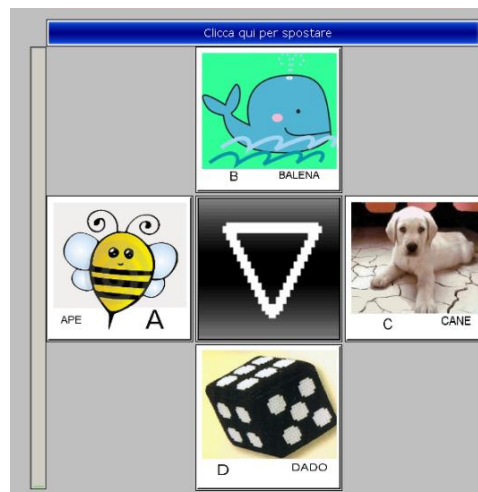 Clicca qui per spostare
B BALENA
APE A
C CANE
D DADO